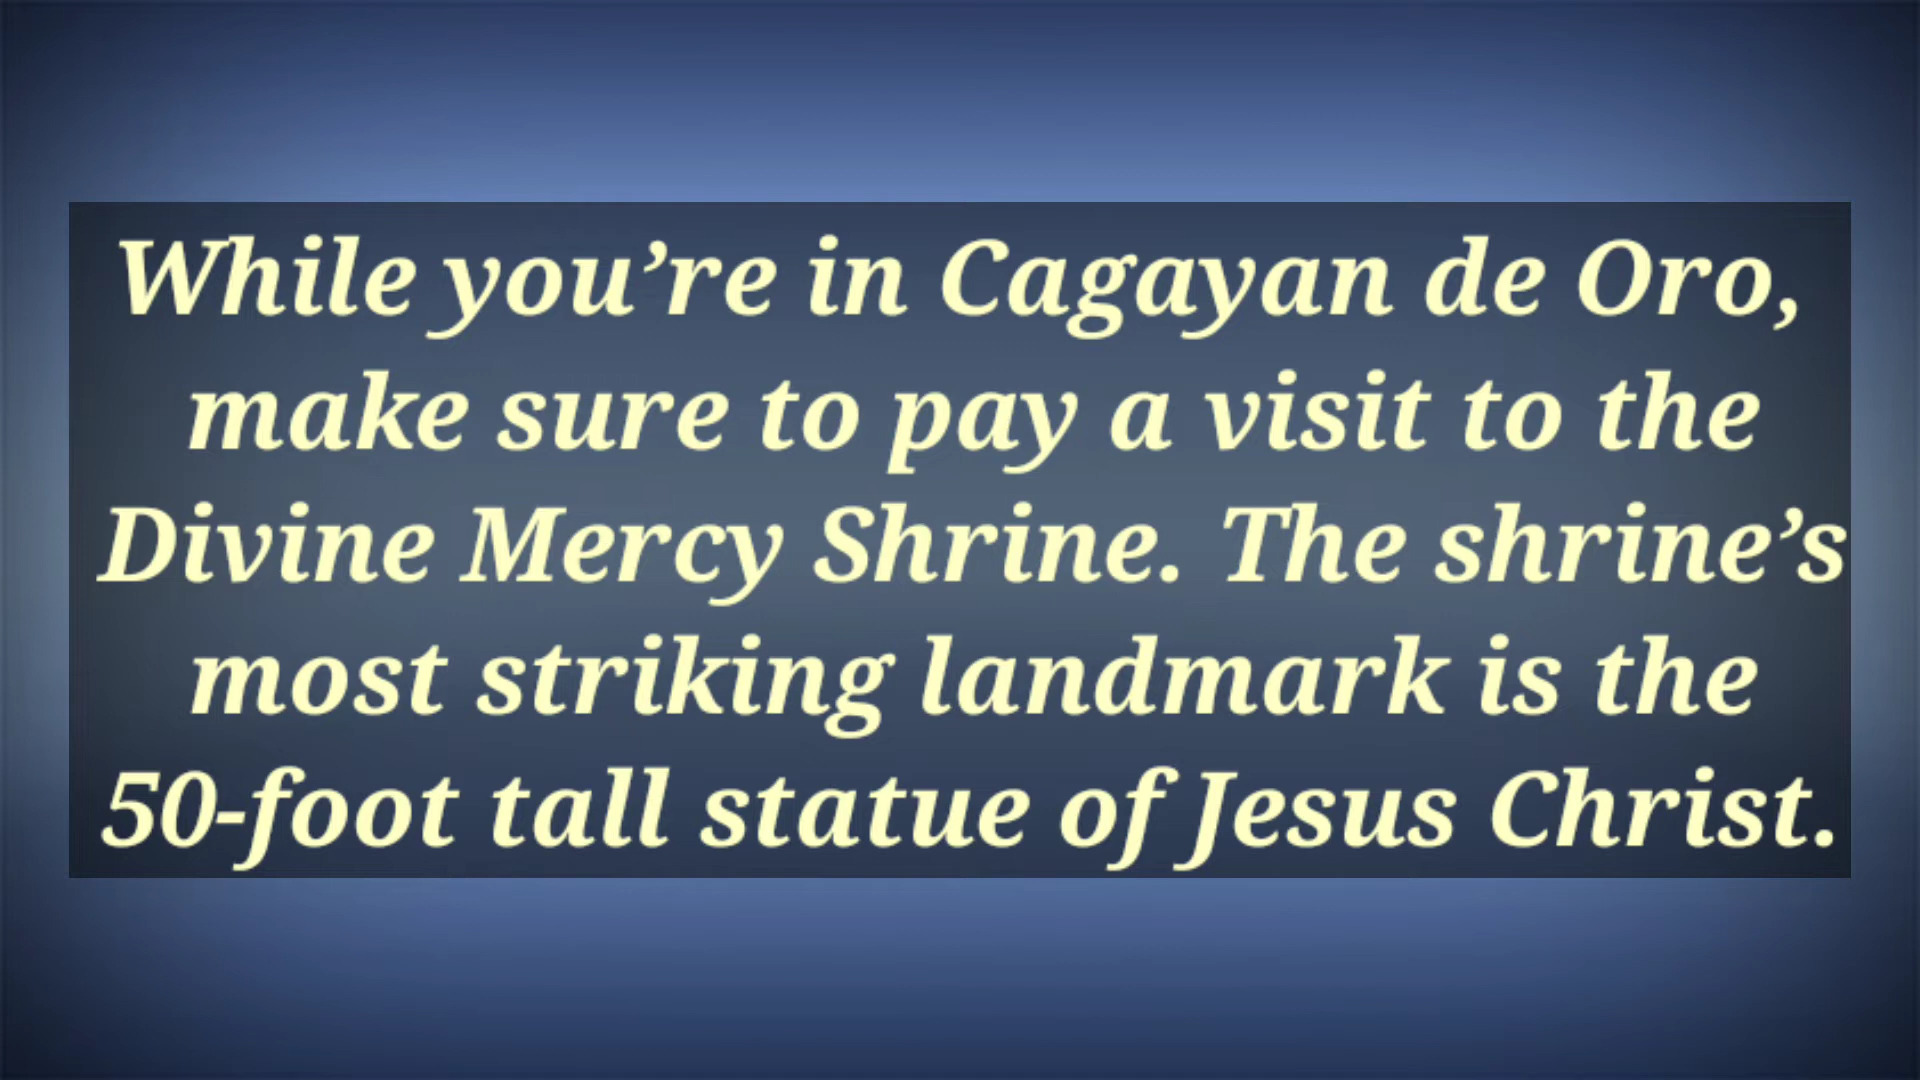 While you’re in Cagayan de Oro,
make sure to pay a visit to the
Divine Mercy Shrine. The shrine’s
most striking landmark is the
50-foot tall statue of Jesus Christ.